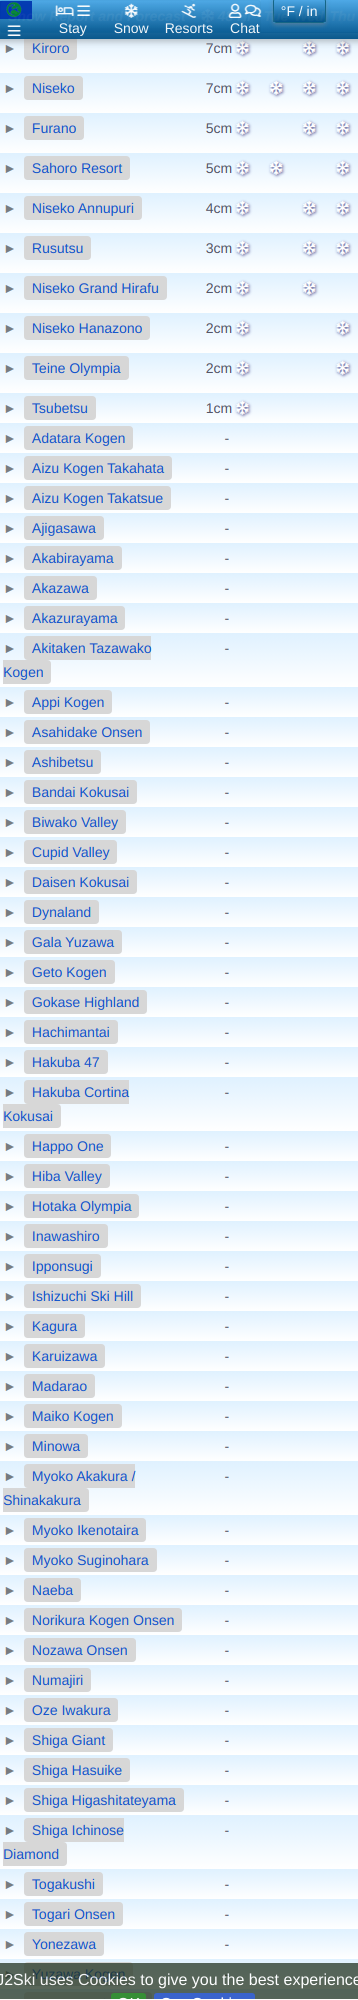 Stay Snow Resorts Chat °F / in
Kiroro 7cm
Niseko 7cm
Furano 5cm
Sahoro Resort 5cm
Niseko Annupuri 4cm
Rusutsu 3cm
Niseko Grand Hirafu 2cm
Niseko Hanazono 2cm
Teine Olympia 2cm
Tsubetsu 1cm
Adatara Kogen -
Aizu Kogen Takahata -
Aizu Kogen Takatsue -
Ajigasawa -
Akabirayama -
Akazawa -
Akazurayama -
Akitaken Tazawako -
Kogen
Appi Kogen -
Asahidake Onsen -
Ashibetsu -
Bandai Kokusai -
Biwako Valley -
Cupid Valley -
Daisen Kokusai -
Dynaland -
Gala Yuzawa -
Geto Kogen -
Gokase Highland -
Hachimantai -
Hakuba 47 -
Hakuba Cortina -
Kokusai
Happo One -
Hiba Valley -
Hotaka Olympia -
Inawashiro -
Ipponsugi -
Ishizuchi Ski Hill -
Kagura -
Karuizawa -
Madarao -
Maiko Kogen -
Minowa -
Myoko Akakura / -
Shinakakura
Myoko Ikenotaira -
Myoko Suginohara -
Naeba -
Norikura Kogen Onsen -
Nozawa Onsen -
Numajiri -
Oze Iwakura -
Shiga Giant -
Shiga Hasuike -
Shiga Higashitateyama -
Shiga Ichinose -
Diamond
Togakushi -
Togari Onsen -
Yonezawa -
J2Ski uses Cookies to give you the best experience